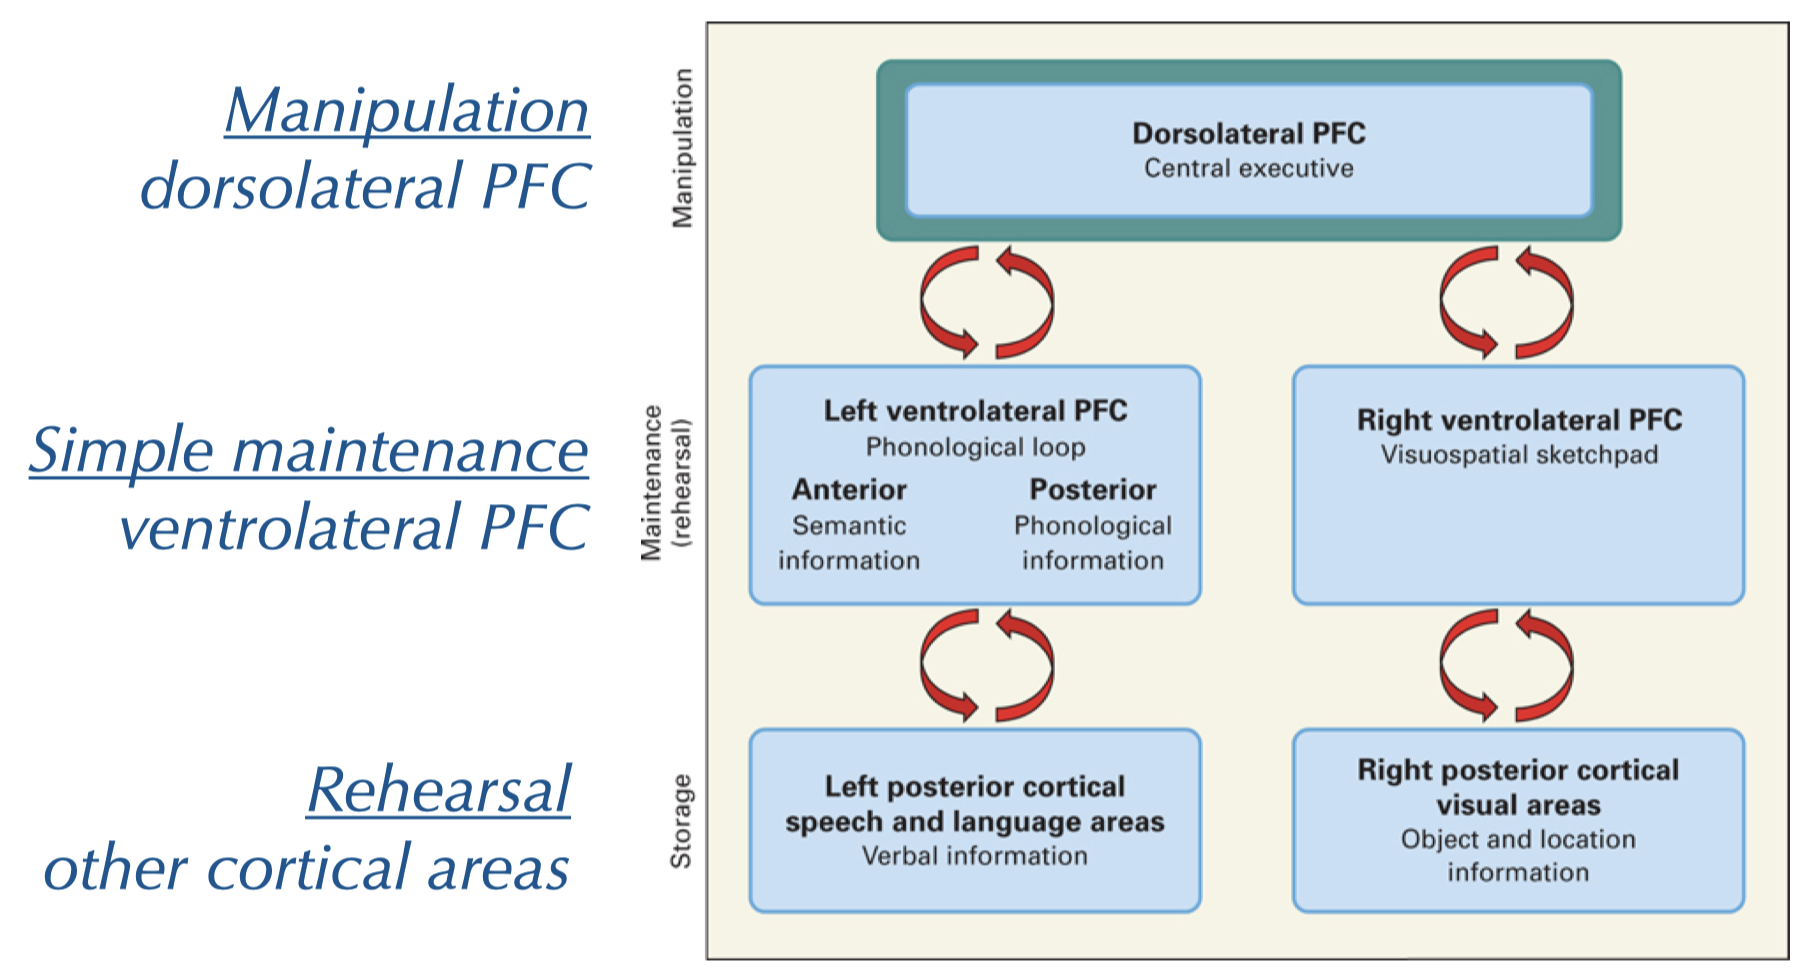 Manipulation
dorsolateral PFC
Simple maintenance
ventrolateral PFC
Rehearsal
other cortical areas
Manipulation
Dorsolateral PFC
Central executive
Maintenance
(rehearsal)
Left ventrolateral PFC
Phonological loop
Anterior
Semantic
information
Posterior
Phonological
information
Right ventrolateral PFC
Visuospatial sketchpad
Storage
Left posterior cortical
speech and language areas
Verbal information
Right posterior cortical
visual areas
Object and location
information